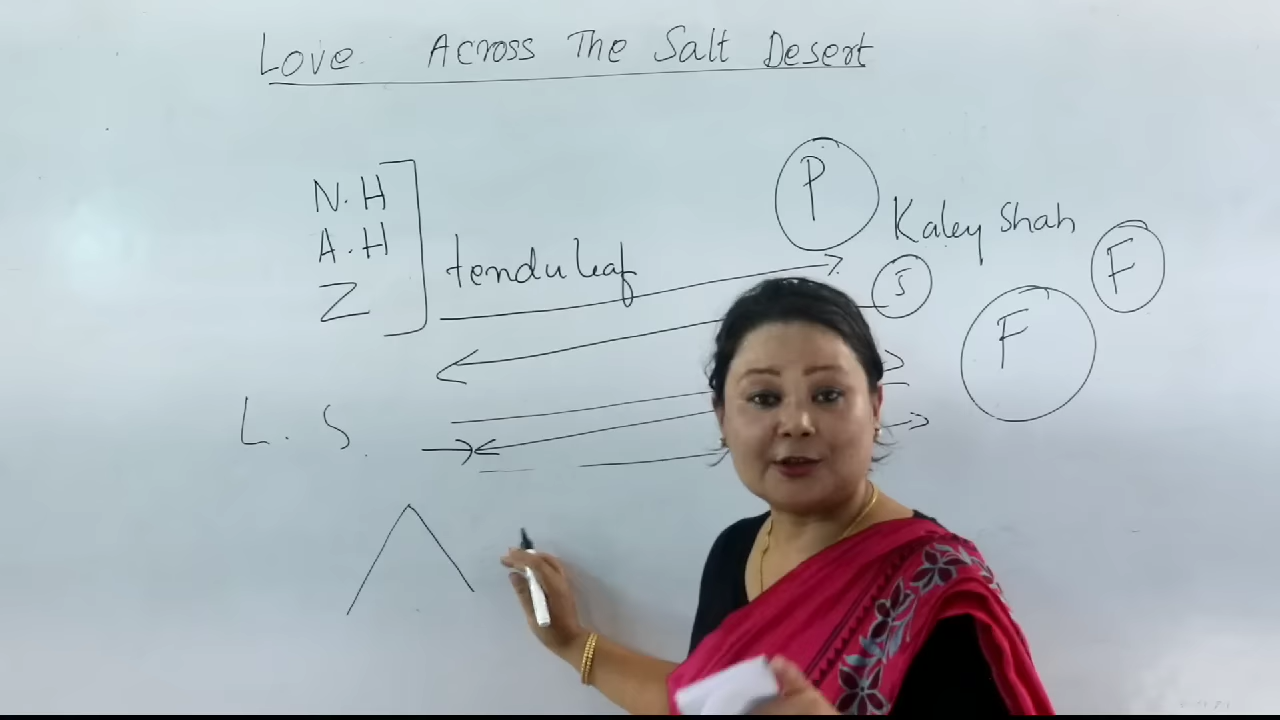 Love Across The Salt Desert
N.H
A.H
Z
tendu leaf
P
Kaley Shah
S
F
F
L. S